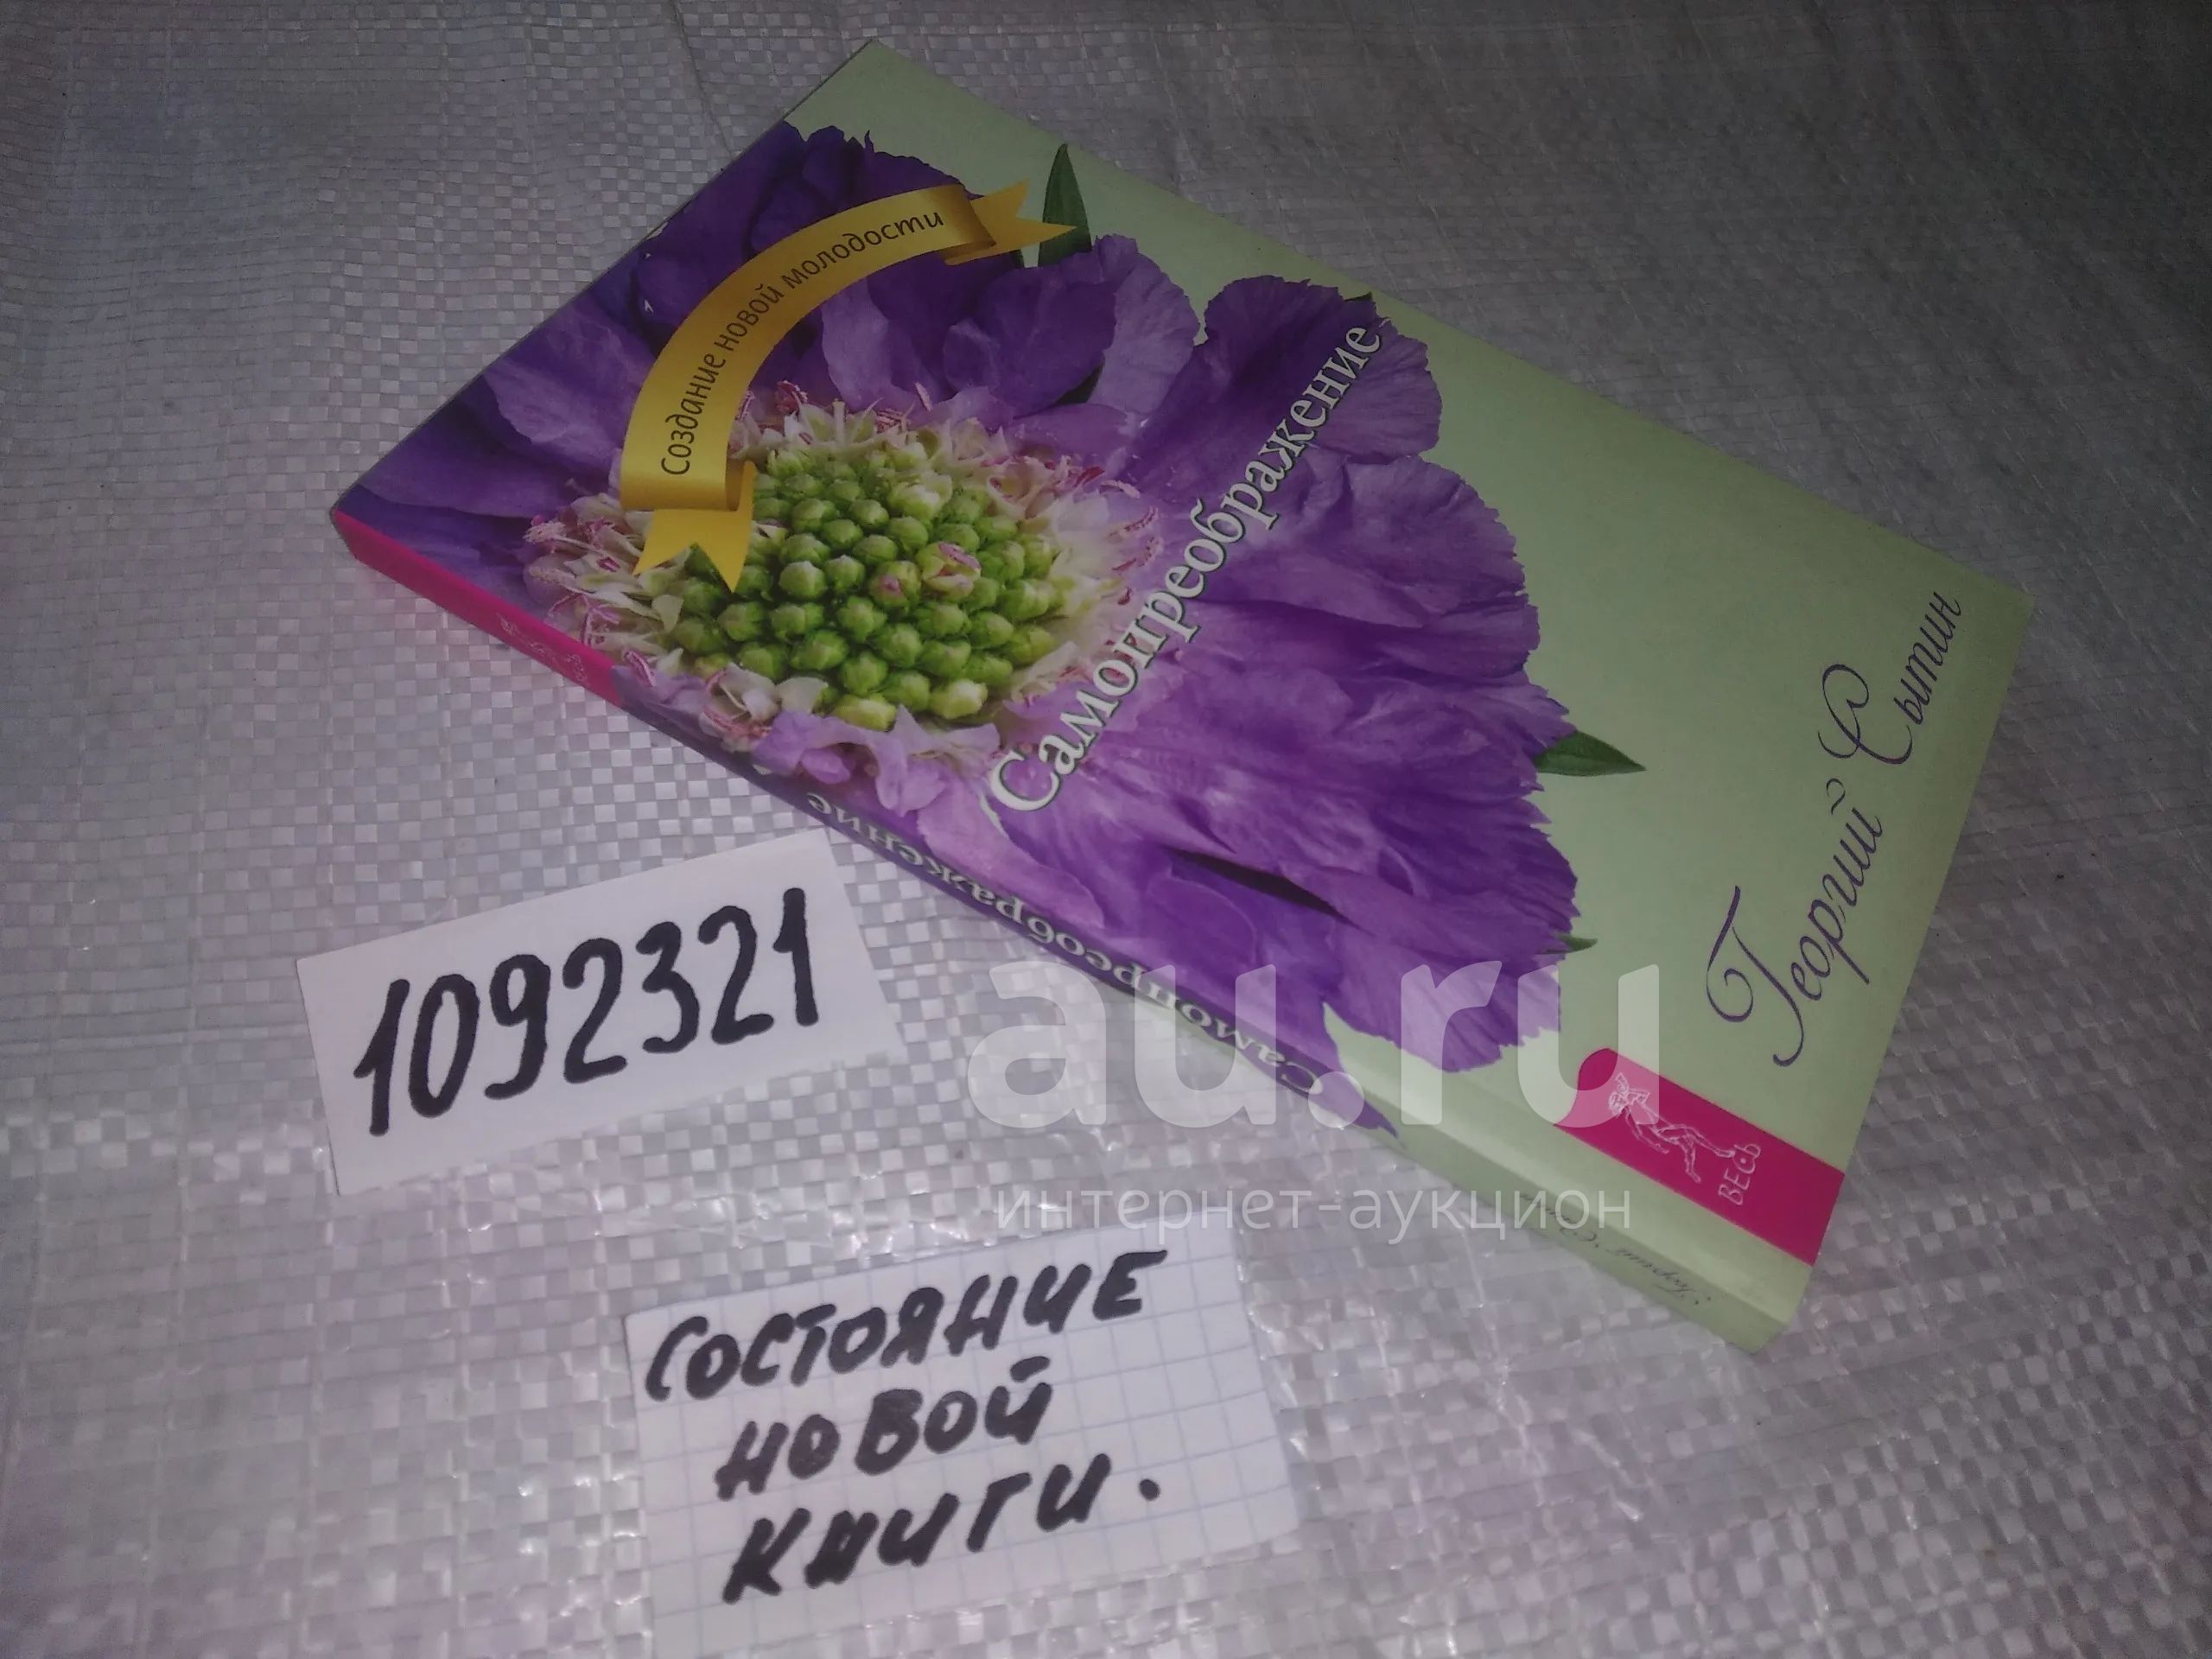 Создание новой молодости
Самопреображение
Георгий Сытин
ВЕСЬ
Самопреображение
1092321
au.ru
интернет-аукцион
СОСТОЯНИЕ
НОВОЙ
КНИГИ.